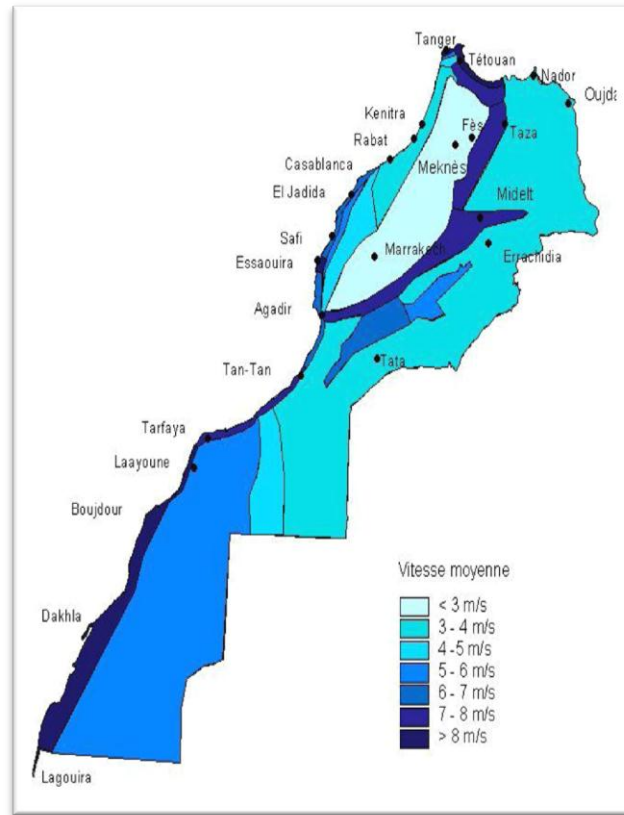 Tanger
Tétouan
Nador
Oujda
Kenitra
Fès
Taza
Rabat
Meknès
Casablanca
El Jadida
Midelt
Safi
Marrakech
Errachidia
Essaouira
Agadir
Tan-Tan
Tata
Tarfaya
Laayoune
Boujdour
Dakhla
Lagouira
Vitesse moyenne
< 3 m/s
3 - 4 m/s
4 -5 m/s
5 - 6 m/s
6 - 7 m/s
7 - 8 m/s
> 8 m/s